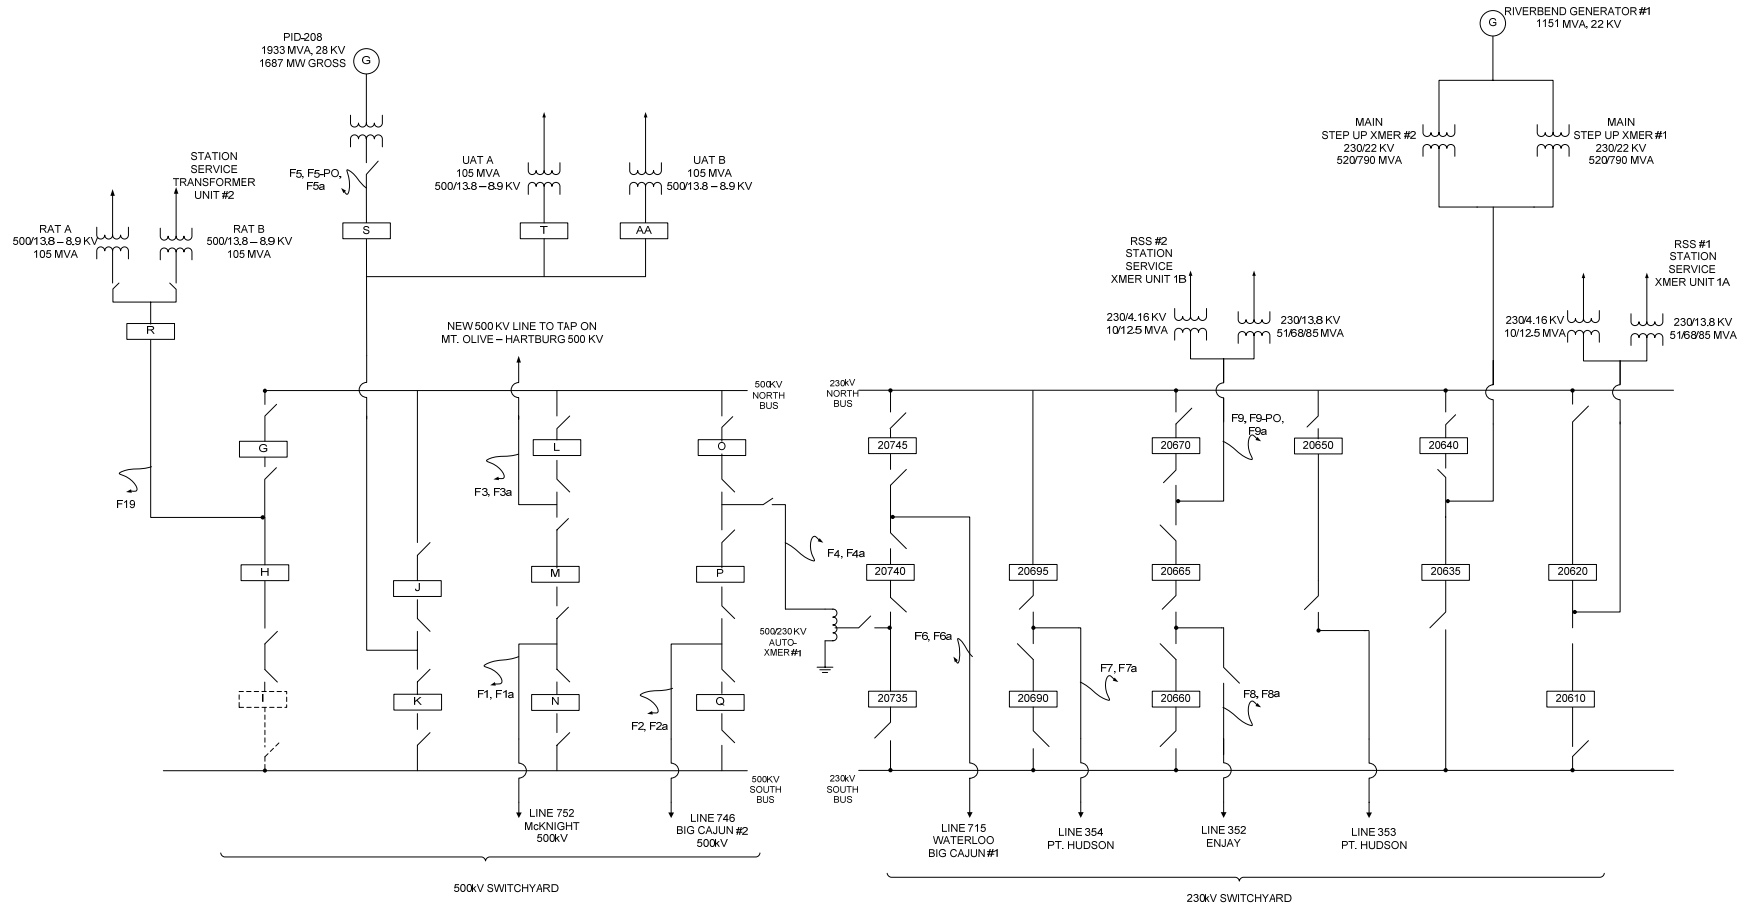 RIVERBEND GENERATOR #1
1151 MVA, 22 KV
G
PID-208
1933 MVA, 28 KV
1687 MW GROSS
G
MAIN
STEP UP XMER #2
230/22 KV
520/790 MVA
MAIN
STEP UP XMER #1
230/22 KV
520/790 MVA
STATION
SERVICE
TRANSFORMER
UNIT #2
F5, F5-PO,
F5a
UAT A
105 MVA
500/13.8 – 8.9 KV
UAT B
105 MVA
500/13.8 – 8.9 KV
RAT A
500/13.8 – 8.9 KV
105 MVA
RAT B
500/13.8 – 8.9 KV
105 MVA
S
T
AA
RSS #2
STATION
SERVICE
XMER UNIT 1B
RSS #1
STATION
SERVICE
XMER UNIT 1A
R
NEW 500 KV LINE TO TAP ON
MT. OLIVE – HARTBURG 500 KV
230/4.16 KV
10/12.5 MVA
230/13.8 KV
51/68/85 MVA
230/4.16 KV
10/12.5 MVA
230/13.8 KV
51/68/85 MVA
500KV
NORTH
BUS
230kV
NORTH
BUS
G
L
O
20745
20670
F9, F9-PO,
F9a
20650
20640
F19
F3, F3a
F4, F4a
H
J
M
P
20740
20695
20665
20635
20620
500/230 KV
AUTO-
XMER #1
F6, F6a
F7, F7a
F8, F8a
I
K
F1, F1a
N
F2, F2a
Q
20735
20690
20660
20610
500KV
SOUTH
BUS
230kV
SOUTH
BUS
LINE 752
McKNIGHT
500kV
LINE 746
BIG CAJUN #2
500kV
LINE 715
WATERLOO
BIG CAJUN #1
LINE 354
PT. HUDSON
LINE 352
ENJAY
LINE 353
PT. HUDSON
500kV SWITCHYARD
230kV SWITCHYARD